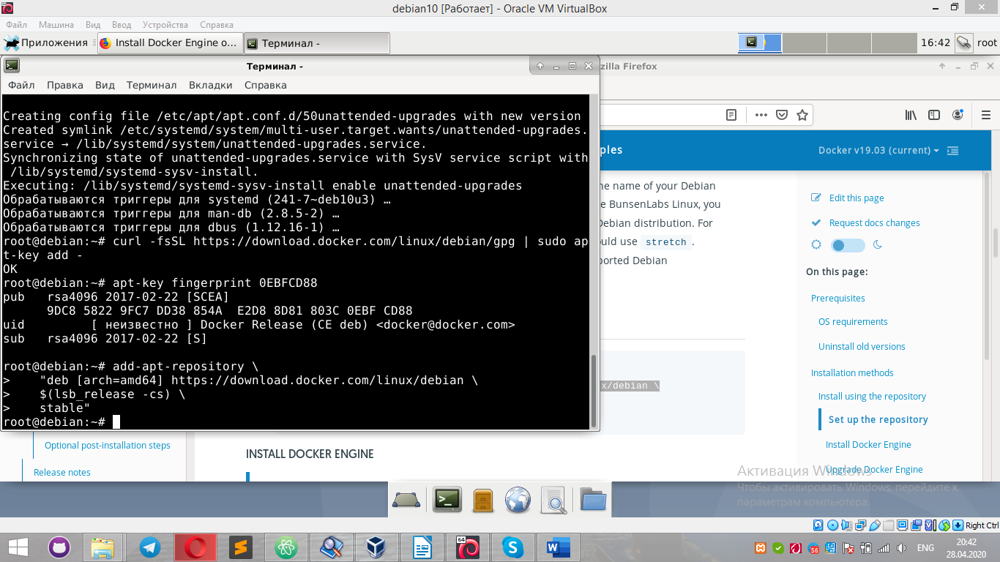 debian10 [Работает] - Oracle VM VirtualBox
Файл Машина Вид Ввод Устройства Справка
Приложения Install Docker Engine o... Терминал - 16:42 root
Терминал - zilla Firefox
Файл Правка Вид Терминал Вкладки Справка
Creating config file /etc/apt/apt.conf.d/50unattended-upgrades with new version
Created symlink /etc/systemd/system/multi-user.target.wants/unattended-upgrades.
service → /lib/systemd/system/unattended-upgrades.service.
Synchronizing state of unattended-upgrades.service with SysV service script with
/lib/systemd/systemd-sysv-install.
Executing: /lib/systemd/systemd-sysv-install enable unattended-upgrades
Обрабатываются триггеры для systemd (241-7~deb10u3) …
Обрабатываются триггеры для man-db (2.8.5-2) …
Обрабатываются триггеры для dbus (1.12.16-1) …
root@debian:~# curl -fsSL https://download.docker.com/linux/debian/gpg | sudo ap
t-key add -
OK
root@debian:~# apt-key fingerprint 0EBFCD88
pub rsa4096 2017-02-22 [SCEA]
9DC8 5822 9FC7 DD38 854A E2D8 8D81 803C 0EBF CD88
uid [ неизвестно ] Docker Release (CE deb) <docker@docker.com>
sub rsa4096 2017-02-22 [S]
root@debian:~# add-apt-repository \
> "deb [arch=amd64] https://download.docker.com/linux/debian \
> $(lsb_release -cs) \
> stable"
root@debian:~#
ples Docker v19.03 (current)
he name of your Debian
e BunsenLabs Linux, you
Debian distribution. For
uld use stretch.
ported Debian
x/debian \
Edit this page
Request docs changes
On this page:
Prerequisites
OS requirements
Uninstall old versions
Installation methods
Install using the repository
Set up the repository
Install Docker Engine
Upgrade Docker Engine
Optional post-installation steps
Release notes
INSTALL DOCKER ENGINE
Активация Windows
Чтобы активировать Windows, перейдите к
параметрам компьютера.
Right Ctrl
64
56
ENG
20:42
28.04.2020